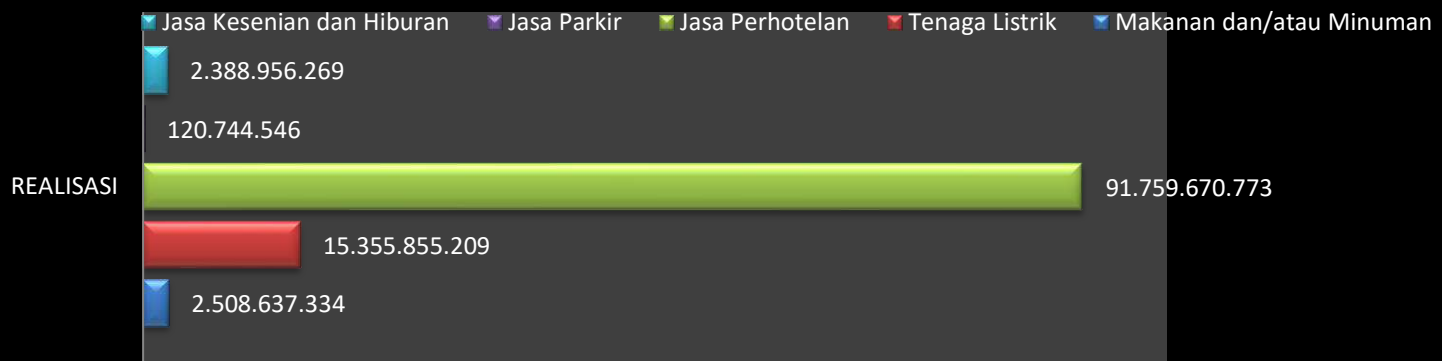 Jasa Kesenian dan Hiburan Jasa Parkir Jasa Perhotelan Tenaga Listrik Makanan dan/atau Minuman
2.388.956.269
120.744.546
REALISASI 91.759.670.773
15.355.855.209
2.508.637.334